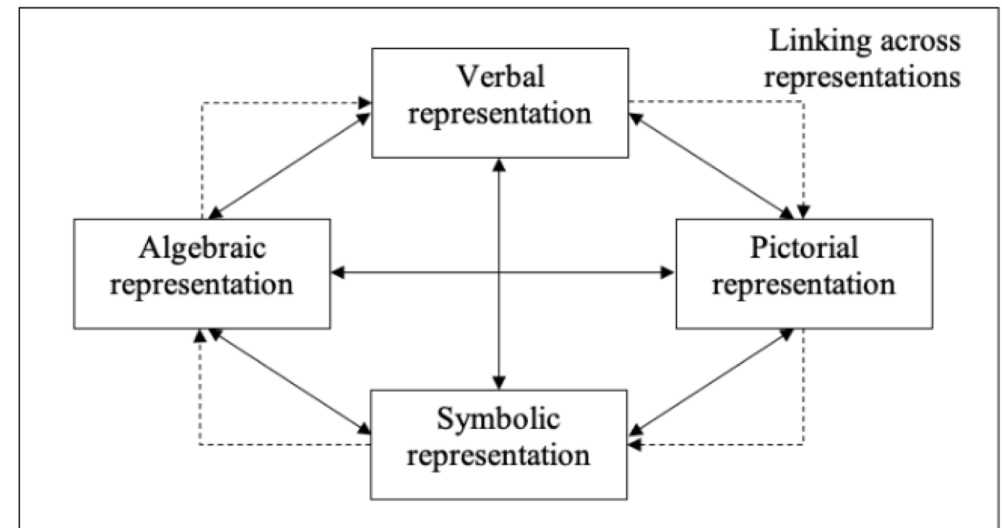 Linking across
representations
Verbal
representation
Algebraic
representation
Pictorial
representation
Symbolic
representation